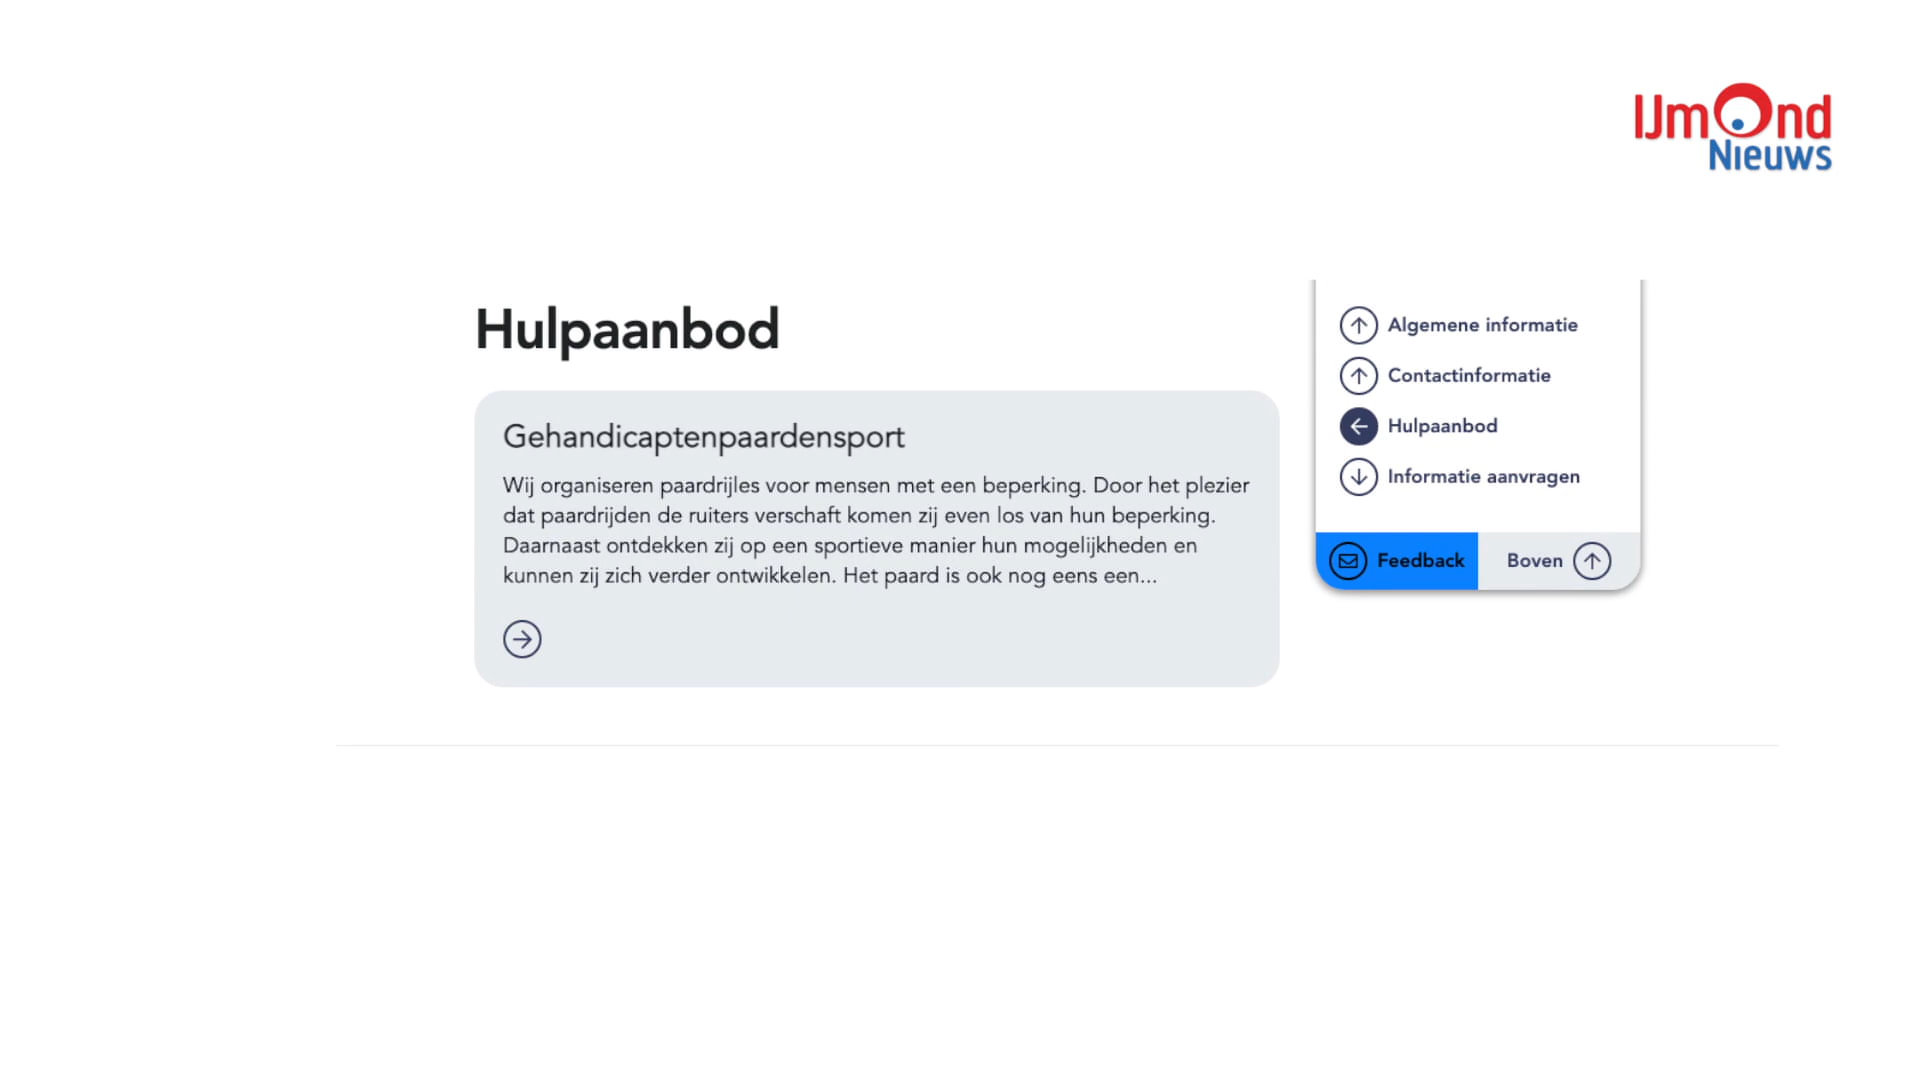 IJmond
Nieuws
Hulpaanbod
Gehandicaptenpaardensport
Wij organiseren paardrijles voor mensen met een beperking. Door het plezier
dat paardrijden de ruiters verschaft komen zij even los van hun beperking.
Daarnaast ontdekken zij op een sportieve manier hun mogelijkheden en
kunnen zij zich verder ontwikkelen. Het paard is ook nog eens een...
Algemene informatie
Contactinformatie
Hulpaanbod
Informatie aanvragen
Feedback
Boven